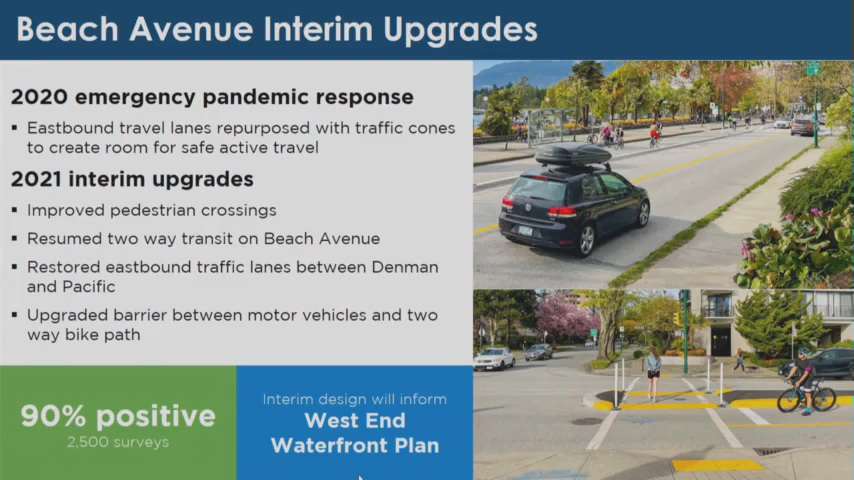 Beach Avenue Interim Upgrades
2020 emergency pandemic response
▪ Eastbound travel lanes repurposed with traffic cones
to create room for safe active travel
2021 interim upgrades
▪ Improved pedestrian crossings
▪ Resumed two way transit on Beach Avenue
▪ Restored eastbound traffic lanes between Denman
and Pacific
▪ Upgraded barrier between motor vehicles and two
way bike path
90% positive
2,500 surveys
Interim design will inform
West End
Waterfront Plan